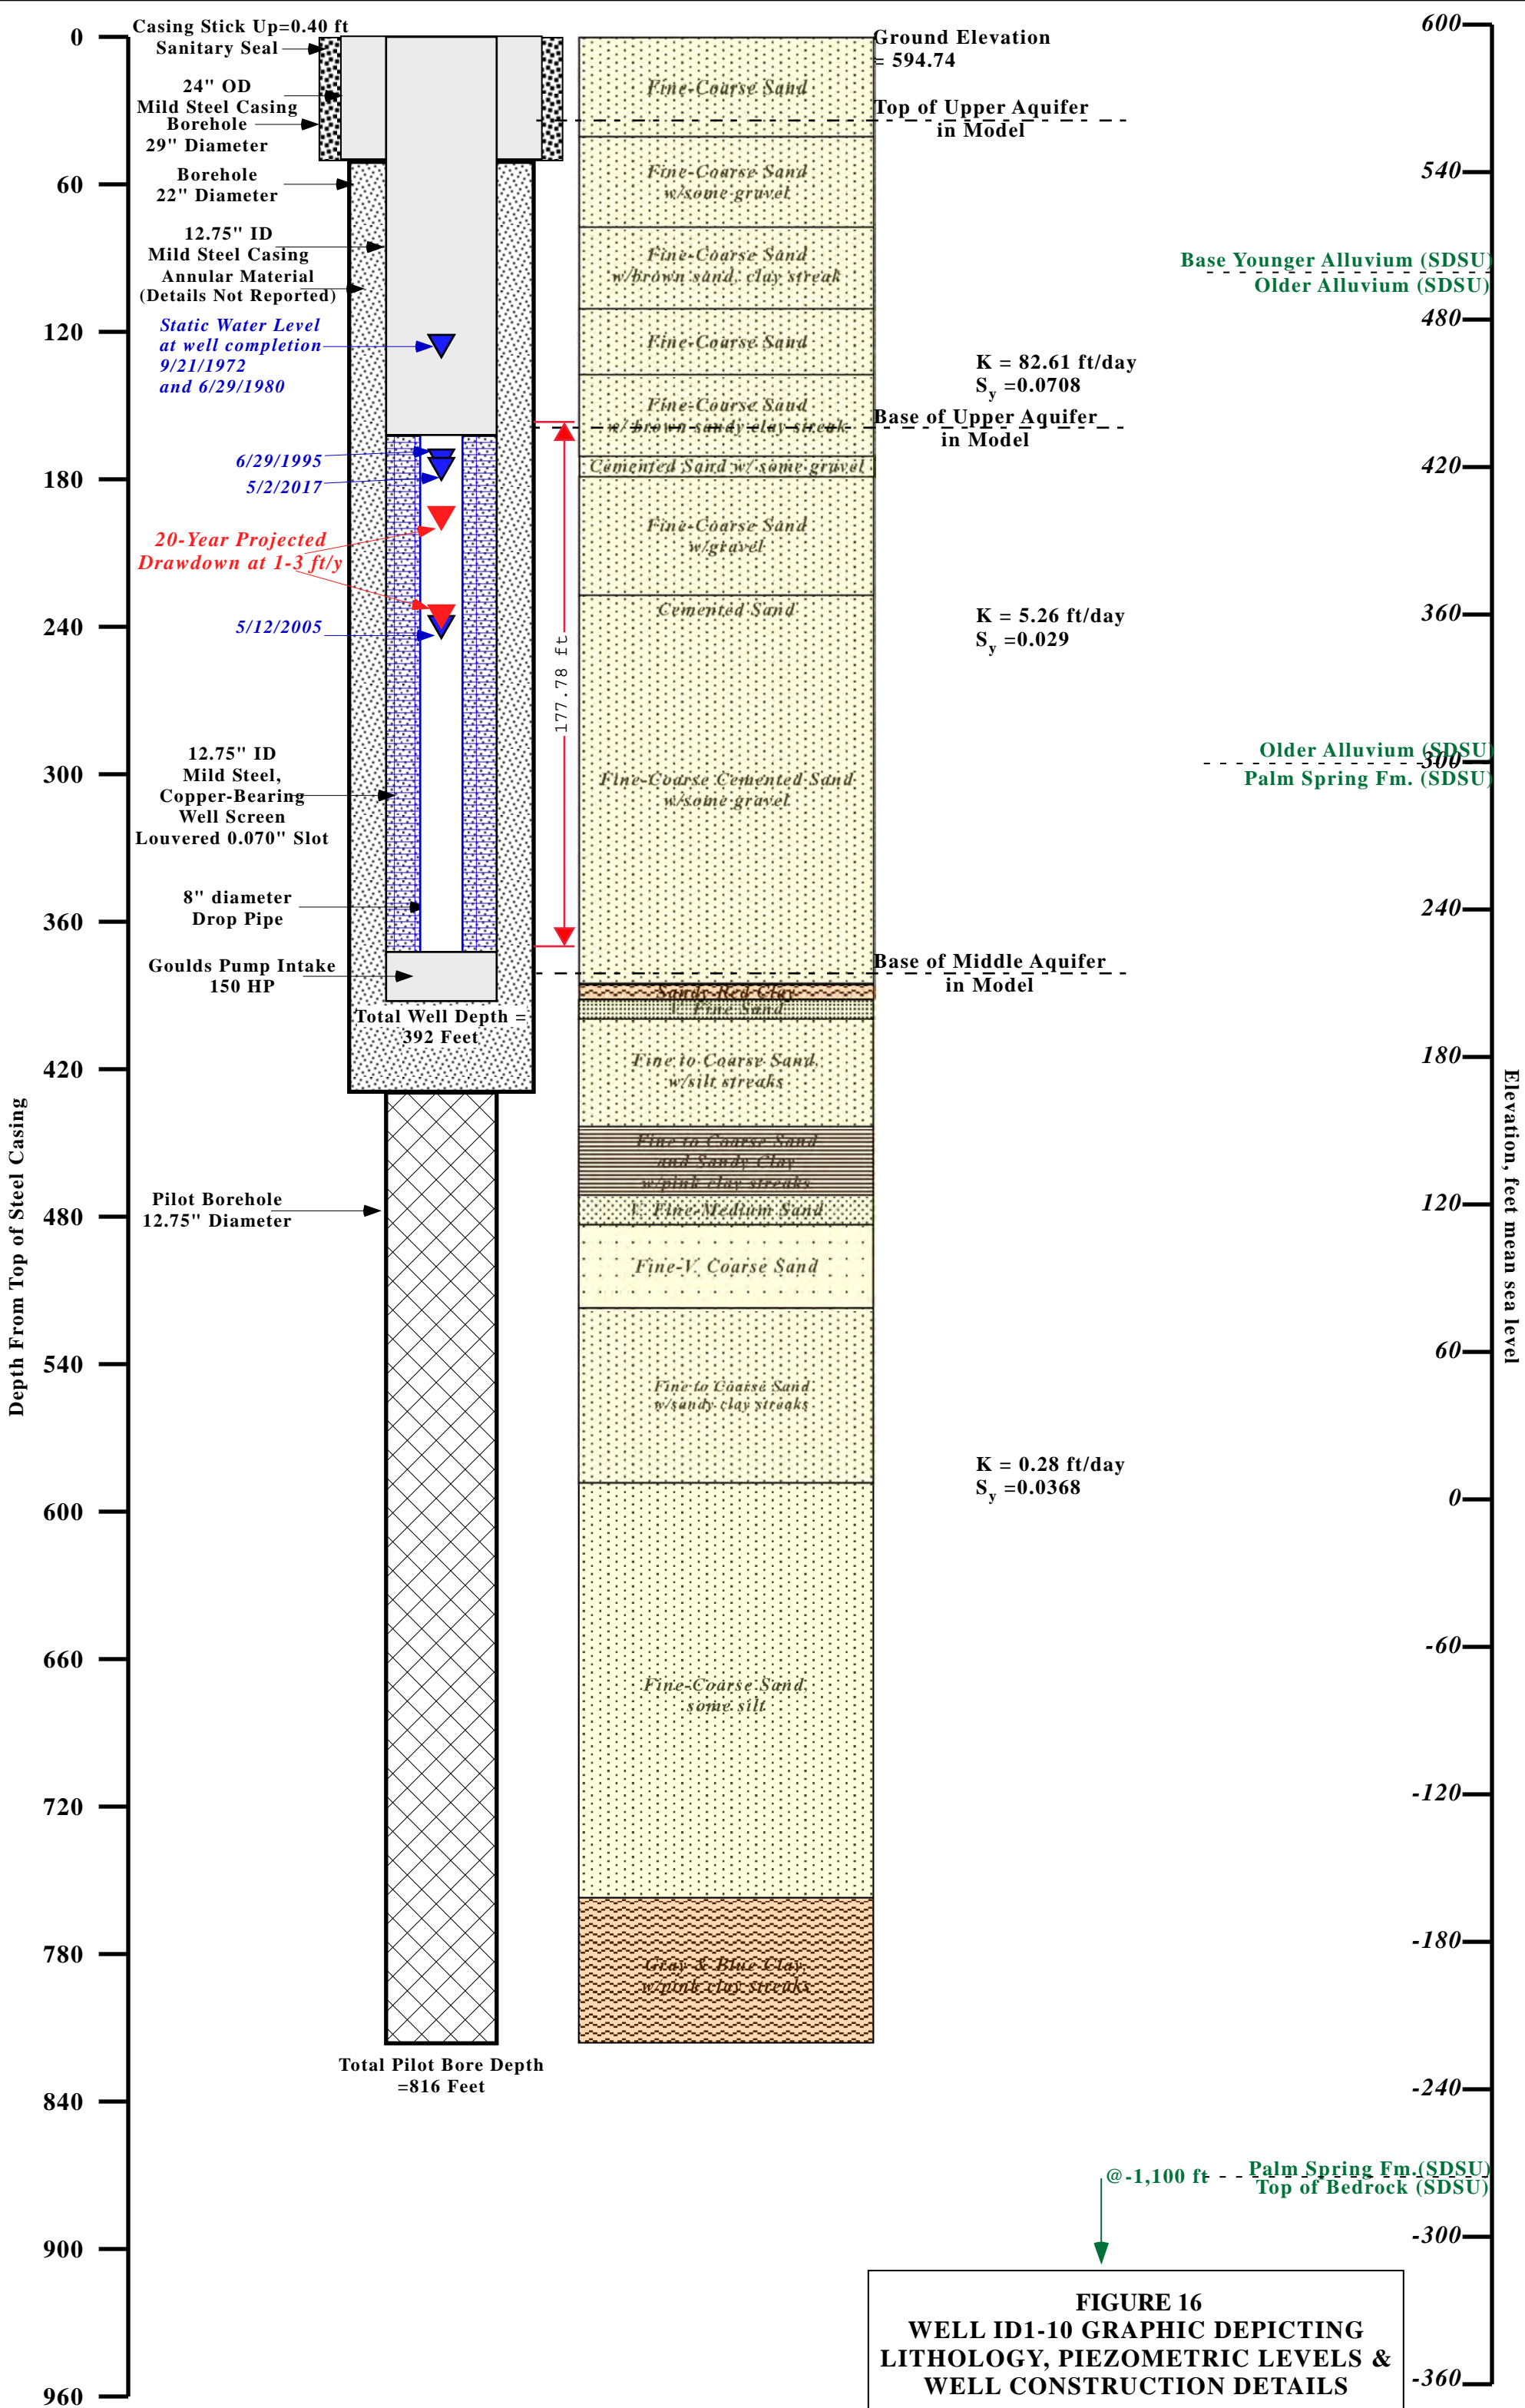 Casing Stick Up=0.40 ft
Sanitary Seal
24" OD
Mild Steel Casing
Borehole
29" Diameter
Borehole
22" Diameter
12.75" ID
Mild Steel Casing
Annular Material
(Details Not Reported)
Static Water Level
at well completion
9/21/1972
and 6/29/1980
6/29/1995
5/2/2017
20-Year Projected
Drawdown at 1-3 ft/y
5/12/2005
12.75" ID
Mild Steel,
Copper-Bearing
Well Screen
Louvered 0.070" Slot
8" diameter
Drop Pipe
Goulds Pump Intake
150 HP
Total Well Depth =
392 Feet
Pilot Borehole
12.75" Diameter
Total Pilot Bore Depth
=816 Feet
Depth From Top of Steel Casing
0
60
120
180
240
300
360
420
480
540
600
660
720
780
840
900
960
177.78 ft
Fine-Coarse Sand
Fine-Coarse Sand
w/some gravel
Fine-Coarse Sand
w/brown sand, clay streak
Fine-Coarse Sand
Fine-Coarse Sand
w/ brown sandy clay streak
Cemented Sand w/ some gravel
Fine-Coarse Sand
w/gravel
Cemented Sand
Fine-Coarse Cemented Sand
w/some gravel
Sandy Red Clay
V. Fine Sand
Fine to Coarse Sand,
w/silt streaks
Fine to Coarse Sand
and Sandy Clay
w/pink clay streaks
V. Fine-Medium Sand
Fine-V. Coarse Sand
Fine to Coarse Sand
w/sandy clay streaks
Fine-Coarse Sand,
some silt
Gray & Blue Clay
w/pink clay streaks
Ground Elevation
= 594.74
Top of Upper Aquifer
in Model
K = 82.61 ft/day
Sy =0.0708
Base of Upper Aquifer
in Model
K = 5.26 ft/day
Sy =0.029
Base of Middle Aquifer
in Model
K = 0.28 ft/day
Sy =0.0368
Base Younger Alluvium (SDSU)
Older Alluvium (SDSU)
Older Alluvium (SDSU)
Palm Spring Fm. (SDSU)
@-1,100 ft
Palm Spring Fm.(SDSU)
Top of Bedrock (SDSU)
600
540
480
420
360
300
240
180
120
60
0
-60
-120
-180
-240
-300
-360
Elevation, feet mean sea level
FIGURE 16
WELL ID1-10 GRAPHIC DEPICTING
LITHOLOGY, PIEZOMETRIC LEVELS &
WELL CONSTRUCTION DETAILS